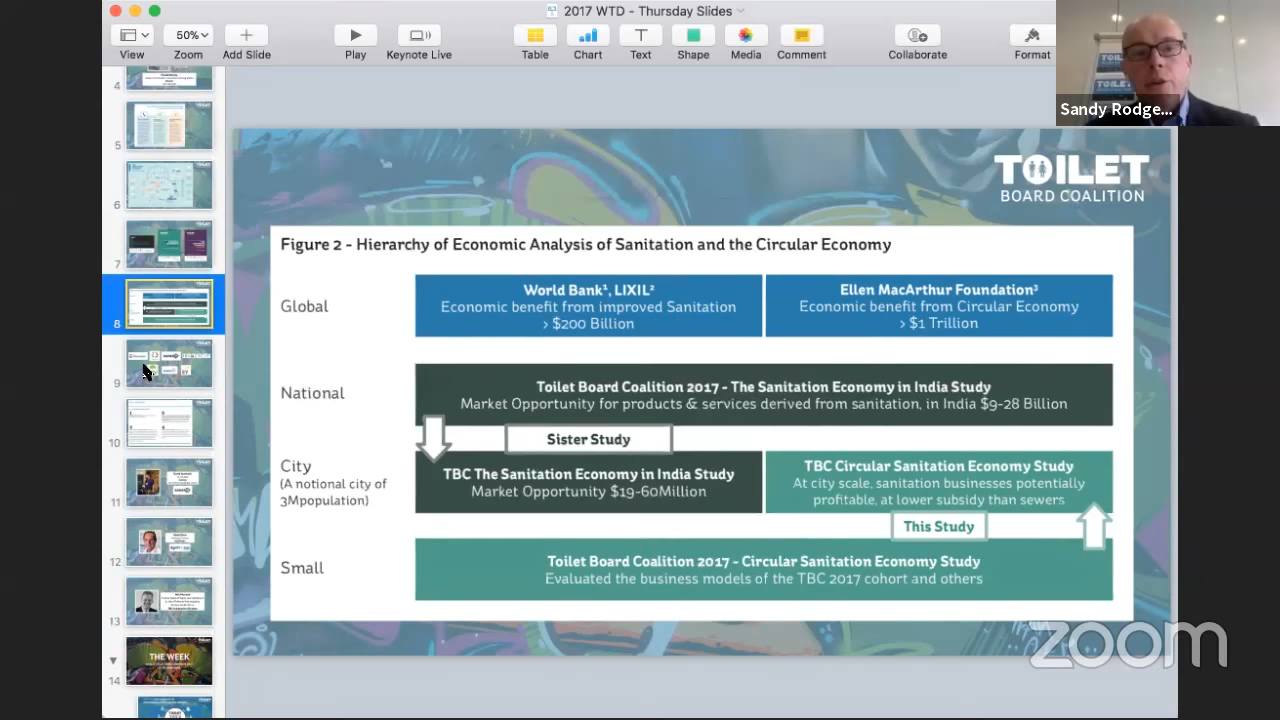 2017 WTD - Thursday Slides
50%
View
Zoom
Add Slide
Play
Keynote Live
Table
Chart
Text
Shape
Media
Comment
Collaborate
Format
Sandy Rodge...
4
5
6
7
8
9
10
11
12
13
14
THE WEEK
TOILET
BOARD COALITION
Figure 2 - Hierarchy of Economic Analysis of Sanitation and the Circular Economy
Global
World Bank¹, LIXIL²
Economic benefit from improved Sanitation
> $200 Billion
Ellen MacArthur Foundation³
Economic benefit from Circular Economy
> $1 Trillion
National
Toilet Board Coalition 2017 - The Sanitation Economy in India Study
Market Opportunity for products & services derived from sanitation, in India $9-28 Billion
Sister Study
City
(A notional city of
3Mpopulation)
TBC The Sanitation Economy in India Study
Market Opportunity $19-60Million
TBC Circular Sanitation Economy Study
At city scale, sanitation businesses potentially
profitable, at lower subsidy than sewers
This Study
Small
Toilet Board Coalition 2017 - Circular Sanitation Economy Study
Evaluated the business models of the TBC 2017 cohort and others
zoom